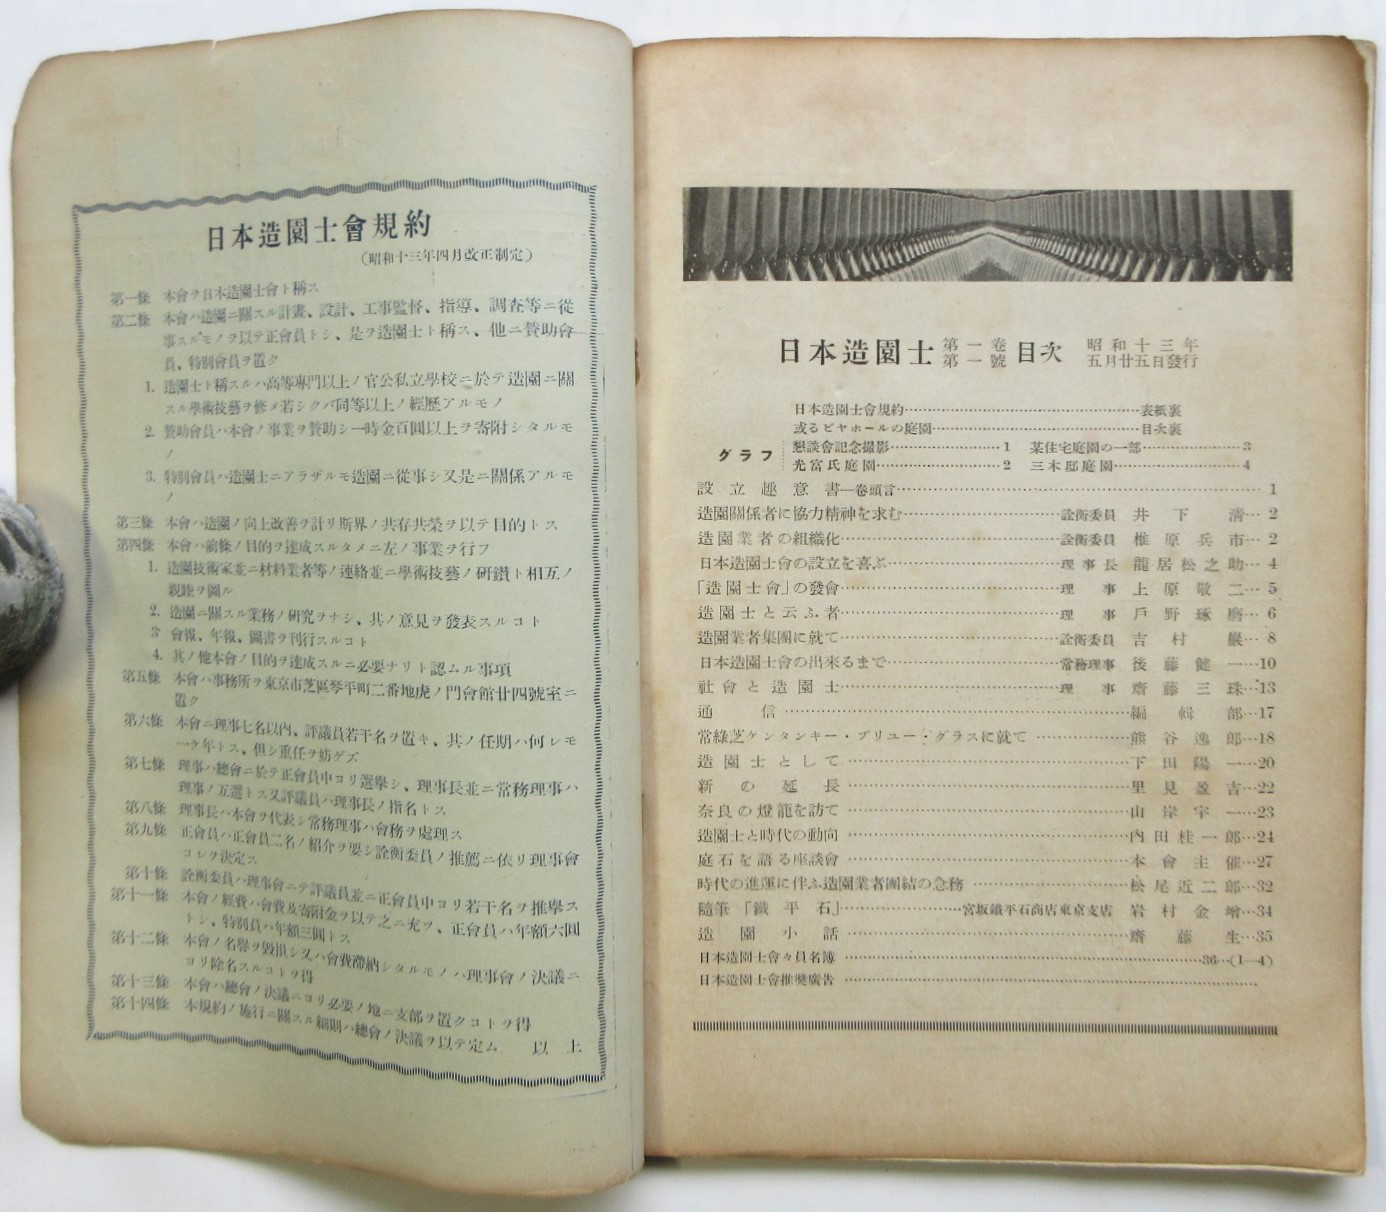 日本造園士會規約
（昭和十三年四月改正制定）
第一條 本會ヲ日本造園士會ト稱ス
第二條 本會ハ造園ニ關スル計畫、設計、工事監督、指導、調査等ニ從
事スルモノヲ以テ正會員トシ、是ヲ造園士ト稱ス、他ニ贊助會
員、特別會員ヲ置ク
1. 造園士ト稱スルハ高等專門以上ノ官公私立學校ニ於テ造園ニ關
スル學術技藝ヲ修メ若シクハ同等以上ノ經歷アルモノ
2. 贊助會員ハ本會ノ事業ヲ贊助シ一時金百圓以上ヲ寄附シタルモ
ノ
3. 特別會員ハ造園士ニアラザルモ造園ニ從事シ又是ニ關係アルモ
ノ
第三條 本會ハ造園ノ向上改善ヲ計リ斯界ノ共存共榮ヲ以テ目的トス
第四條 本會ハ前條ノ目的ヲ達成スルタメニ左ノ事業ヲ行フ
1. 造園技術家並ニ材料業者等ノ連絡並ニ學術技藝ノ硏鑽ト相互ノ
親睦ヲ圖ル
2. 造園ニ關スル業務ノ硏究ヲナシ、其ノ意見ヲ發表スルコト
3 會報、年報、圖書ヲ刊行スルコト
4. 其ノ他本會ノ目的ヲ達成スルニ必要ナリト認ムル事項
第五條 本會ハ事務所ヲ東京市芝區琴平町二番地虎ノ門會館廿四號室ニ
置ク
第六條 本會ニ理事七名以內、評議員若干名ヲ置キ、其ノ任期ハ何レモ
一ケ年トス、但シ重任ヲ妨ゲズ
第七條 理事ハ總會ニ於テ正會員中ヨリ選擧シ、理事長並ニ常務理事ハ
理事ノ互選トス又評議員ハ理事長ノ指名トス
第八條 理事長ハ本會ヲ代表シ常務理事ハ會務ヲ處理ス
第九條 正會員ハ正會員二名ノ紹介ヲ要シ詮衡委員ノ推薦ニ依リ理事會
コレヲ決定ス
第十條 詮衡委員ハ理事會ニテ評議員並ニ正會員中ヨリ若干名ヲ推擧ス
第十一條 本會ノ經費ハ會費及寄附金ヲ以テ之ニ充ツ、正會員ハ年額六圓
トシ、特別員ハ年額三圓トス
第十二條 本會ノ名譽ヲ毀損シ又ハ會費滯納シタルモノハ理事會ノ決議ニ
ヨリ除名スルコトヲ得
第十三條 本會ハ總會ノ決議ニヨリ必要ノ地ニ支部ヲ置クコトヲ得
第十四條 本規約ノ施行ニ關スル細則ハ總會ノ決議ヲ以テ定ム 以上
日本造園士 第一卷 第一號 目次 昭和十三年 五月廿五日發行
日本造園士會規約…表紙裏
或るビヤホールの庭園…目次裏
グラフ
懇談會記念撮影…1 某住宅庭園の一部…3
光富氏庭園…2 三木邸庭園…4
設立趣意書—卷頭言…1
造園關係者に協力精神を求む…詮衡委員 井下淸…2
造園業者の組織化…詮衡委員 椎原兵市…2
日本造園士會の設立を喜ぶ…理事長 龍居松之助…4
「造園士會」の發會…理事 上原敬二…5
造園士と云ふ者…理事 戶野琢磨…6
造園業者集團に就て…詮衡委員 吉村巖…8
日本造園士會の出來るまで…常務理事 後藤健一…10
社會と造園士…理事 齋藤三珠…13
通信…編輯部…17
常綠芝ケンタンキー・ブリユー・グラスに就て…熊谷逸郎…18
造園士として…下田陽一…20
新の延長…里見盈吉…22
奈良の燈籠を訪て…山岸宇一…23
造園士と時代の動向…內田桂一郎…24
庭石を語る座談會…本會主催…27
時代の進運に伴ふ造園業者團結の急務…松尾近二郎…32
隨筆「鐵平石」…宮坂鐵平石商店東京支店 岩村金增…34
造園小話…齋藤生…35
日本造園士會々員名簿…36…(1—4)
日本造園士會推奬廣告…